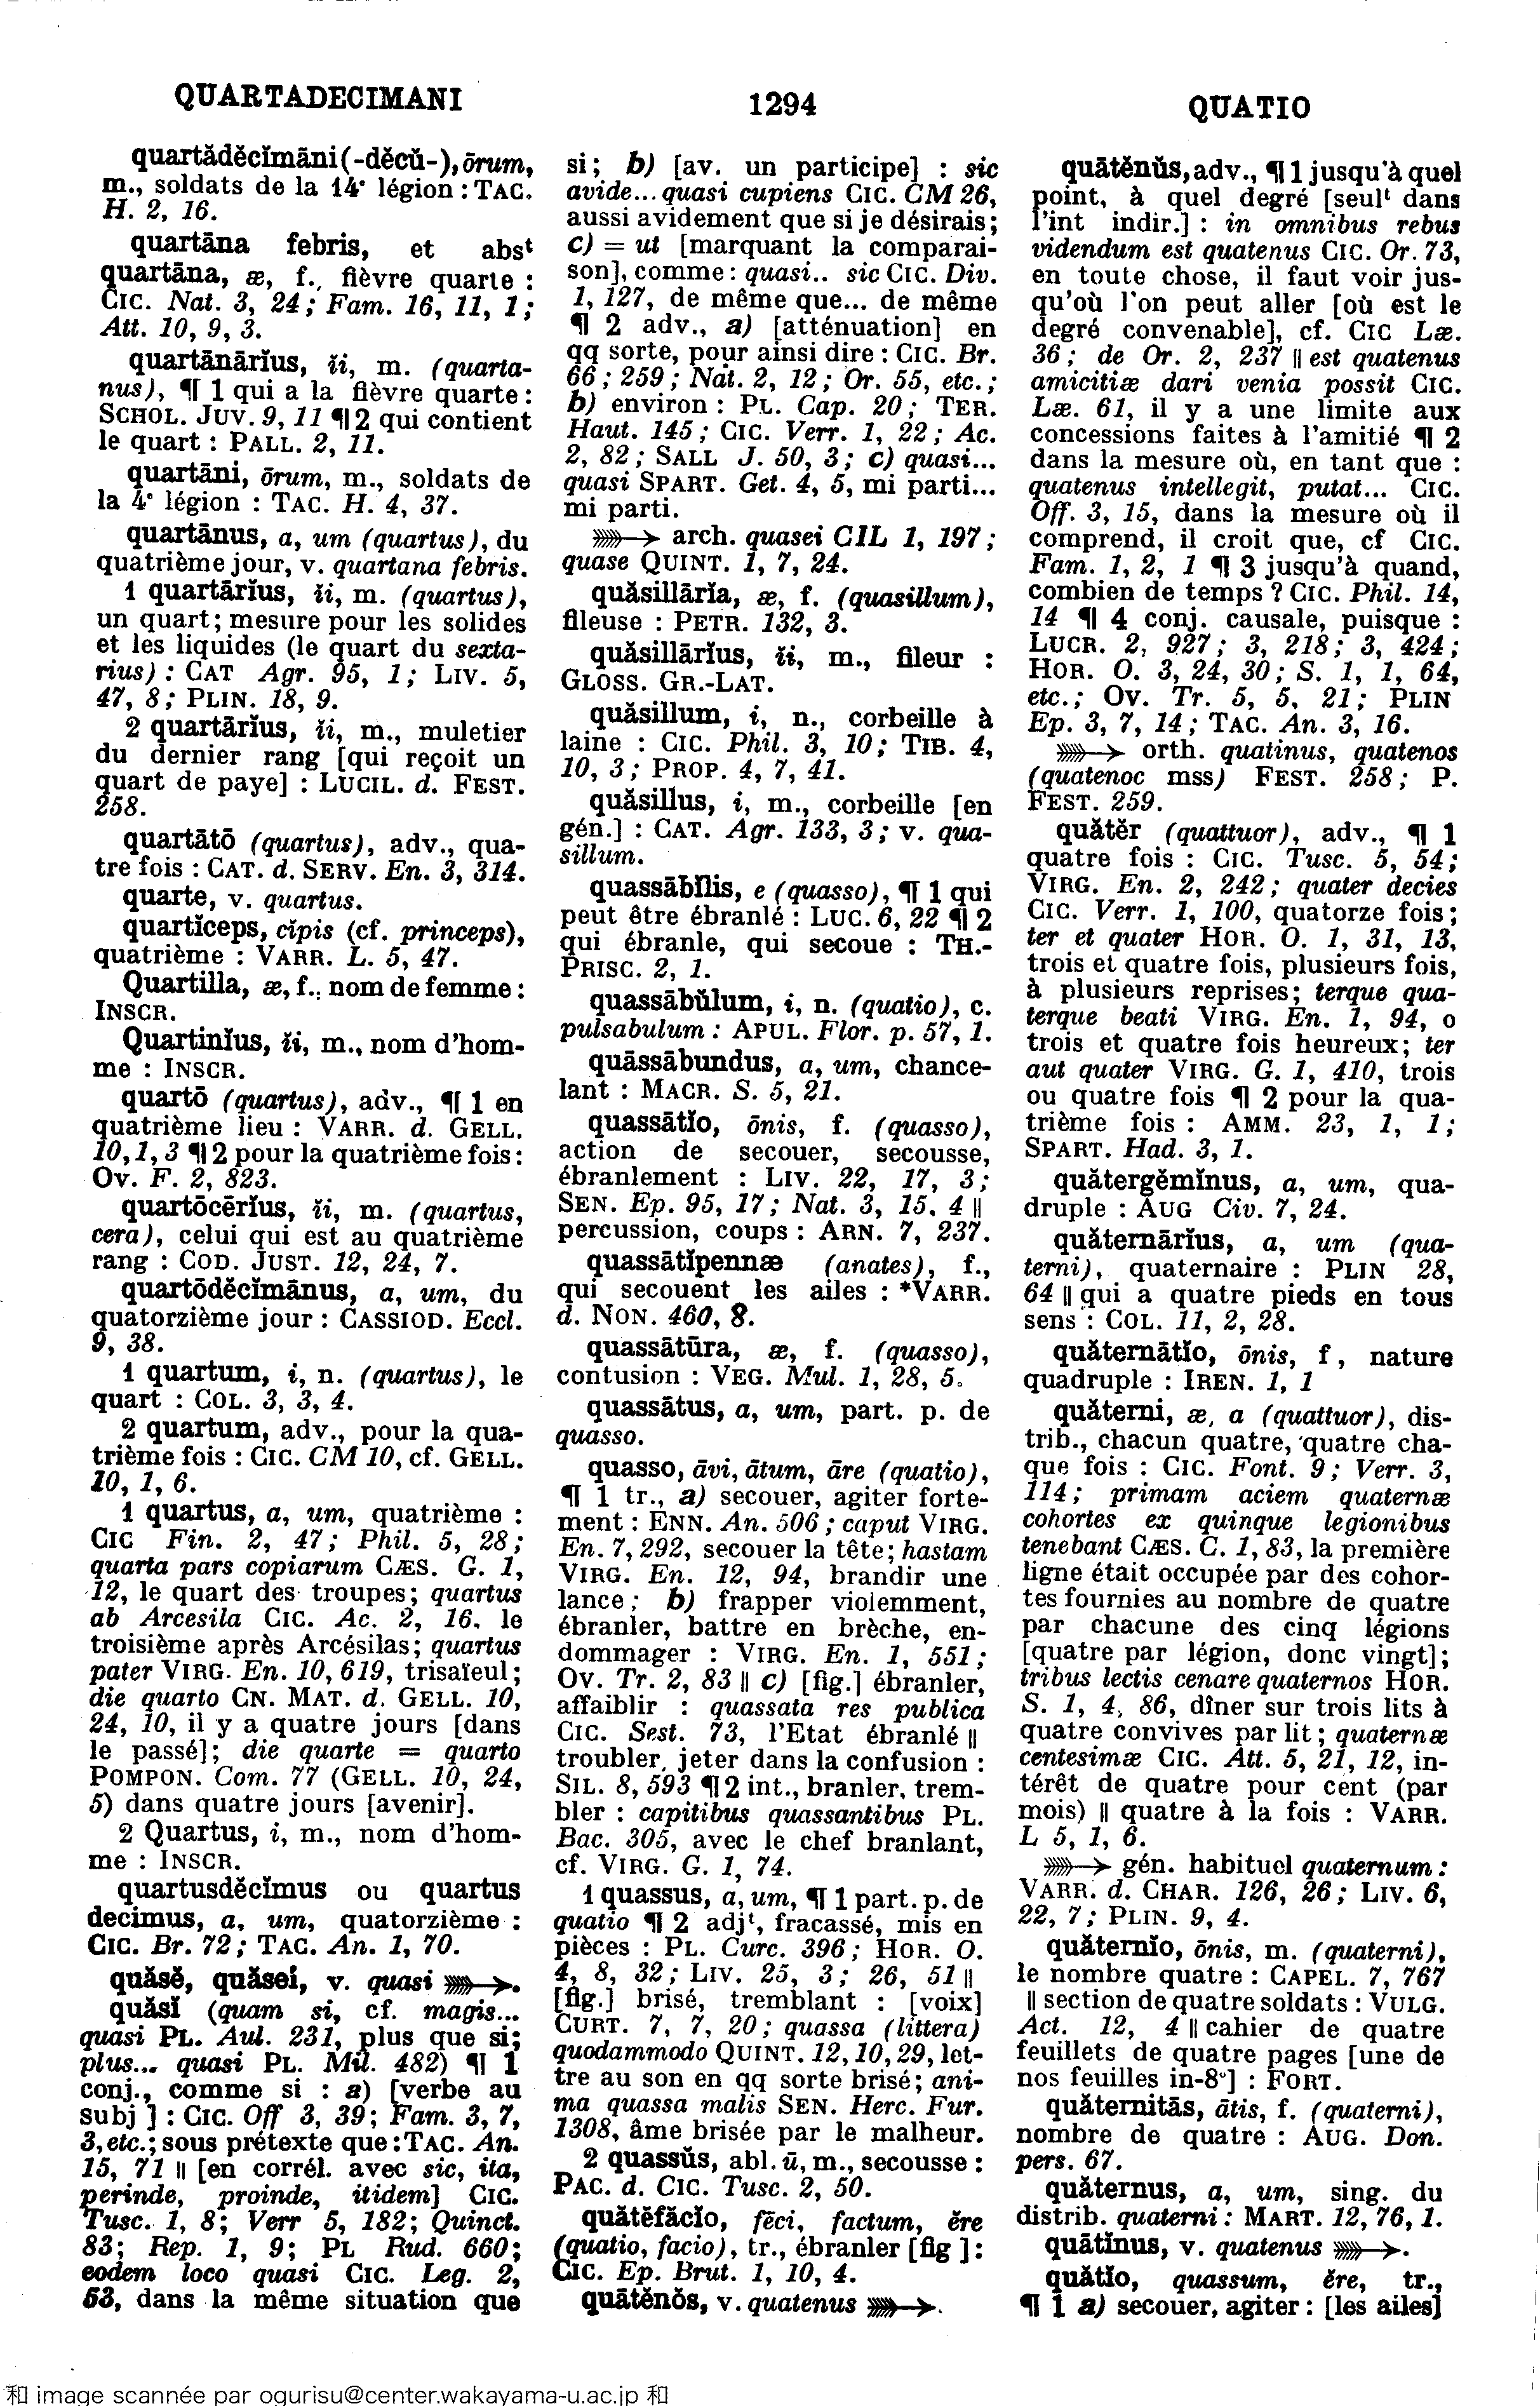 QUARTADECIMANI
1294
QUATIO
quartădĕcĭmāni (-dĕcŭ-), ōrum,
m., soldats de la 14ᵉ légion : TAC.
H. 2, 16.
quartāna febris, et absᵗ
quartāna, æ, f., fièvre quarte :
CIC. Nat. 3, 24 ; Fam. 16, 11, 1 ;
Att. 10, 9, 3.
quartānārĭus, ĭi, m. (quarta-
nus), ¶ 1 qui a la fièvre quarte :
SCHOL. JUV. 9, 11 ¶ 2 qui contient
le quart : PALL. 2, 11.
quartāni, ōrum, m., soldats de
la 4ᵉ légion : TAC. H. 4, 37.
quartānus, a, um (quartus), du
quatrième jour, v. quartana febris.
1 quartārĭus, ĭi, m. (quartus),
un quart ; mesure pour les solides
et les liquides (le quart du sexta-
rius) : CAT Agr. 95, 1 ; LIV. 5,
47, 8 ; PLIN. 18, 9.
2 quartārĭus, ĭi, m., muletier
du dernier rang [qui reçoit un
quart de paye] : LUCIL. d. FEST.
258.
quartātō (quartus), adv., qua-
tre fois : CAT. d. SERV. En. 3, 314.
quarte, v. quartus.
quartĭceps, cĭpis (cf. princeps),
quatrième : VARR. L. 5, 47.
Quartilla, æ, f., nom de femme :
INSCR.
Quartinĭus, ĭi, m., nom d'hom-
me : INSCR.
quartō (quartus), adv., ¶ 1 en
quatrième lieu : VARR. d. GELL.
10, 1, 3 ¶ 2 pour la quatrième fois :
OV. F. 2, 823.
quartōcērĭus, ĭi, m. (quartus,
cera), celui qui est au quatrième
rang : COD. JUST. 12, 24, 7.
quartōdĕcĭmānus, a, um, du
quatorzième jour : CASSIOD. Eccl.
9, 38.
1 quartum, i, n. (quartus), le
quart : COL. 3, 3, 4.
2 quartum, adv., pour la qua-
trième fois : CIC. CM 10, cf. GELL.
10, 1, 6.
1 quartus, a, um, quatrième :
CIC Fin. 2, 47 ; Phil. 5, 28 ;
quarta pars copiarum CÆS. G. 1,
12, le quart des troupes ; quartus
ab Arcesila CIC. Ac. 2, 16. le
troisième après Arcésilas ; quartus
pater VIRG. En. 10, 619, trisaïeul ;
die quarto CN. MAT. d. GELL. 10,
24, 10, il y a quatre jours [dans
le passé] ; die quarte = quarto
POMPON. Com. 77 (GELL. 10, 24,
5) dans quatre jours [avenir].
2 Quartus, i, m., nom d'hom-
me : INSCR.
quartusdĕcĭmus ou quartus
decimus, a, um, quatorzième :
CIC. Br. 72 ; TAC. An. 1, 70.
quăsĕ, quăsei, v. quasi ➳.
quăsĭ (quam si, cf. magis...
quasi PL. Aul. 231, plus que si ;
plus... quasi PL. Mil. 482) ¶ 1
conj., comme si : a) [verbe au
subj ] : CIC. Off 3, 39 ; Fam. 3, 7,
3, etc. ; sous prétexte que : TAC. An.
15, 71 || [en corrél. avec sic, ita,
perinde, proinde, itidem] CIC.
Tusc. 1, 8 ; Verr 5, 182 ; Quinct.
83 ; Rep. 1, 9 ; PL Rud. 660 ;
eodem loco quasi CIC. Leg. 2,
53, dans la même situation que
si ; b) [av. un participe] : sic
avide... quasi cupiens CIC. CM 26,
aussi avidement que si je désirais ;
c) = ut [marquant la comparai-
son], comme : quasi.. sic CIC. Div.
1, 127, de même que... de même
¶ 2 adv., a) [atténuation] en
qq sorte, pour ainsi dire : CIC. Br.
66 ; 259 ; Nat. 2, 12 ; Or. 55, etc. ;
b) environ : PL. Cap. 20 ; TER.
Haut. 145 ; CIC. Verr. 1, 22 ; Ac.
2, 82 ; SALL J. 50, 3 ; c) quasi...
quasi SPART. Get. 4, 5, mi parti...
mi parti.
➳ arch. quasei CIL 1, 197 ;
quase QUINT. 1, 7, 24.
quăsillārĭa, æ, f. (quasillum),
fileuse : PETR. 132, 3.
quăsillārĭus, ĭi, m., fileur :
GLOSS. GR.-LAT.
quăsillum, i, n., corbeille à
laine : CIC. Phil. 3, 10 ; TIB. 4,
10, 3 ; PROP. 4, 7, 41.
quăsillus, i, m., corbeille [en
gén.] : CAT. Agr. 133, 3 ; v. qua-
sillum.
quassābĭlis, e (quasso), ¶ 1 qui
peut être ébranlé : LUC. 6, 22 ¶ 2
qui ébranle, qui secoue : TH.-
PRISC. 2, 1.
quassābŭlum, i, n. (quatio), c.
pulsabulum : APUL. Flor. p. 57, 1.
quāssābundus, a, um, chance-
lant : MACR. S. 5, 21.
quassātĭo, ōnis, f. (quasso),
action de secouer, secousse,
ébranlement : LIV. 22, 17, 3 ;
SEN. Ep. 95, 17 ; Nat. 3, 15. 4 ||
percussion, coups : ARN. 7, 237.
quassātĭpennæ (anates), f.,
qui secouent les ailes : *VARR.
d. NON. 460, 8.
quassātūra, æ, f. (quasso),
contusion : VEG. Mul. 1, 28, 5.
quassātus, a, um, part. p. de
quasso.
quasso, āvi, ātum, āre (quatio),
¶ 1 tr., a) secouer, agiter forte-
ment : ENN. An. 506 ; caput VIRG.
En. 7, 292, secouer la tête ; hastam
VIRG. En. 12, 94, brandir une
lance ; b) frapper violemment,
ébranler, battre en brèche, en-
dommager : VIRG. En. 1, 551 ;
OV. Tr. 2, 83 || c) [fig.] ébranler,
affaiblir : quassata res publica
CIC. Sest. 73, l'Etat ébranlé ||
troubler, jeter dans la confusion :
SIL. 8, 593 ¶ 2 int., branler, trem-
bler : capitibus quassantibus PL.
Bac. 305, avec le chef branlant,
cf. VIRG. G. 1, 74.
1 quassus, a, um, ¶ 1 part. p. de
quatio ¶ 2 adjᵗ, fracassé, mis en
pièces : PL. Curc. 396 ; HOR. O.
4, 8, 32 ; LIV. 25, 3 ; 26, 51 ||
[fig.] brisé, tremblant : [voix]
CURT. 7, 7, 20 ; quassa (littera)
quodammodo QUINT. 12, 10, 29, let-
tre au son en qq sorte brisé ; ani-
ma quassa malis SEN. Herc. Fur.
1308, âme brisée par le malheur.
2 quassŭs, abl. ū, m., secousse :
PAC. d. CIC. Tusc. 2, 50.
quătĕfăcĭo, fēci, factum, ĕre
(quatio, facio), tr., ébranler [fig ] :
CIC. Ep. Brut. 1, 10, 4.
quātĕnŏs, v. quatenus ➳.
quātĕnŭs, adv., ¶ 1 jusqu'à quel
point, à quel degré [seulᵗ dans
l'int indir.] : in omnibus rebus
videndum est quatenus CIC. Or. 73,
en toute chose, il faut voir jus-
qu'où l'on peut aller [où est le
degré convenable], cf. CIC Læ.
36 ; de Or. 2, 237 || est quatenus
amicitiæ dari venia possit CIC.
Læ. 61, il y a une limite aux
concessions faites à l'amitié ¶ 2
dans la mesure où, en tant que :
quatenus intellegit, putat... CIC.
Off. 3, 15, dans la mesure où il
comprend, il croit que, cf CIC.
Fam. 1, 2, 1 ¶ 3 jusqu'à quand,
combien de temps ? CIC. Phil. 14,
14 ¶ 4 conj. causale, puisque :
LUCR. 2, 927 ; 3, 218 ; 3, 424 ;
HOR. O. 3, 24, 30 ; S. 1, 1, 64,
etc. ; OV. Tr. 5, 5, 21 ; PLIN
Ep. 3, 7, 14 ; TAC. An. 3, 16.
➳ orth. quatinus, quatenos
(quatenoc mss) FEST. 258 ; P.
FEST. 259.
quătĕr (quattuor), adv., ¶ 1
quatre fois : CIC. Tusc. 5, 54 ;
VIRG. En. 2, 242 ; quater decies
CIC. Verr. 1, 100, quatorze fois ;
ter et quater HOR. O. 1, 31, 13,
trois et quatre fois, plusieurs fois,
à plusieurs reprises ; terque qua-
terque beati VIRG. En. 1, 94, o
trois et quatre fois heureux ; ter
aut quater VIRG. G. 1, 410, trois
ou quatre fois ¶ 2 pour la qua-
trième fois : AMM. 23, 1, 1 ;
SPART. Had. 3, 1.
quătergĕmĭnus, a, um, qua-
druple : AUG Civ. 7, 24.
quăternārĭus, a, um (qua-
terni), quaternaire : PLIN 28,
64 || qui a quatre pieds en tous
sens : COL. 11, 2, 28.
quăternātĭo, ōnis, f , nature
quadruple : IREN. 1, 1
quăterni, æ, a (quattuor), dis-
trib., chacun quatre, quatre cha-
que fois : CIC. Font. 9 ; Verr. 3,
114 ; primam aciem quaternæ
cohortes ex quinque legionibus
tenebant CÆS. C. 1, 83, la première
ligne était occupée par des cohor-
tes fournies au nombre de quatre
par chacune des cinq légions
[quatre par légion, donc vingt] ;
tribus lectis cenare quaternos HOR.
S. 1, 4, 86, dîner sur trois lits à
quatre convives par lit ; quaternæ
centesimæ CIC. Att. 5, 21, 12, in-
térêt de quatre pour cent (par
mois) || quatre à la fois : VARR.
L 5, 1, 6.
➳ gén. habituel quaternum :
VARR. d. CHAR. 126, 26 ; LIV. 6,
22, 7 ; PLIN. 9, 4.
quăternĭo, ōnis, m. (quaterni),
le nombre quatre : CAPEL. 7, 767
|| section de quatre soldats : VULG.
Act. 12, 4 || cahier de quatre
feuillets de quatre pages [une de
nos feuilles in-8°] : FORT.
quăternitās, ātis, f. (quaterni),
nombre de quatre : AUG. Don.
pers. 67.
quăternus, a, um, sing. du
distrib. quaterni : MART. 12, 76, 1.
quātĭnus, v. quatenus ➳.
quătĭo, quassum, ĕre, tr.,
¶ 1 a) secouer, agiter : [les ailes]
和 image scannée par ogurisu@center.wakayama-u.ac.jp 和